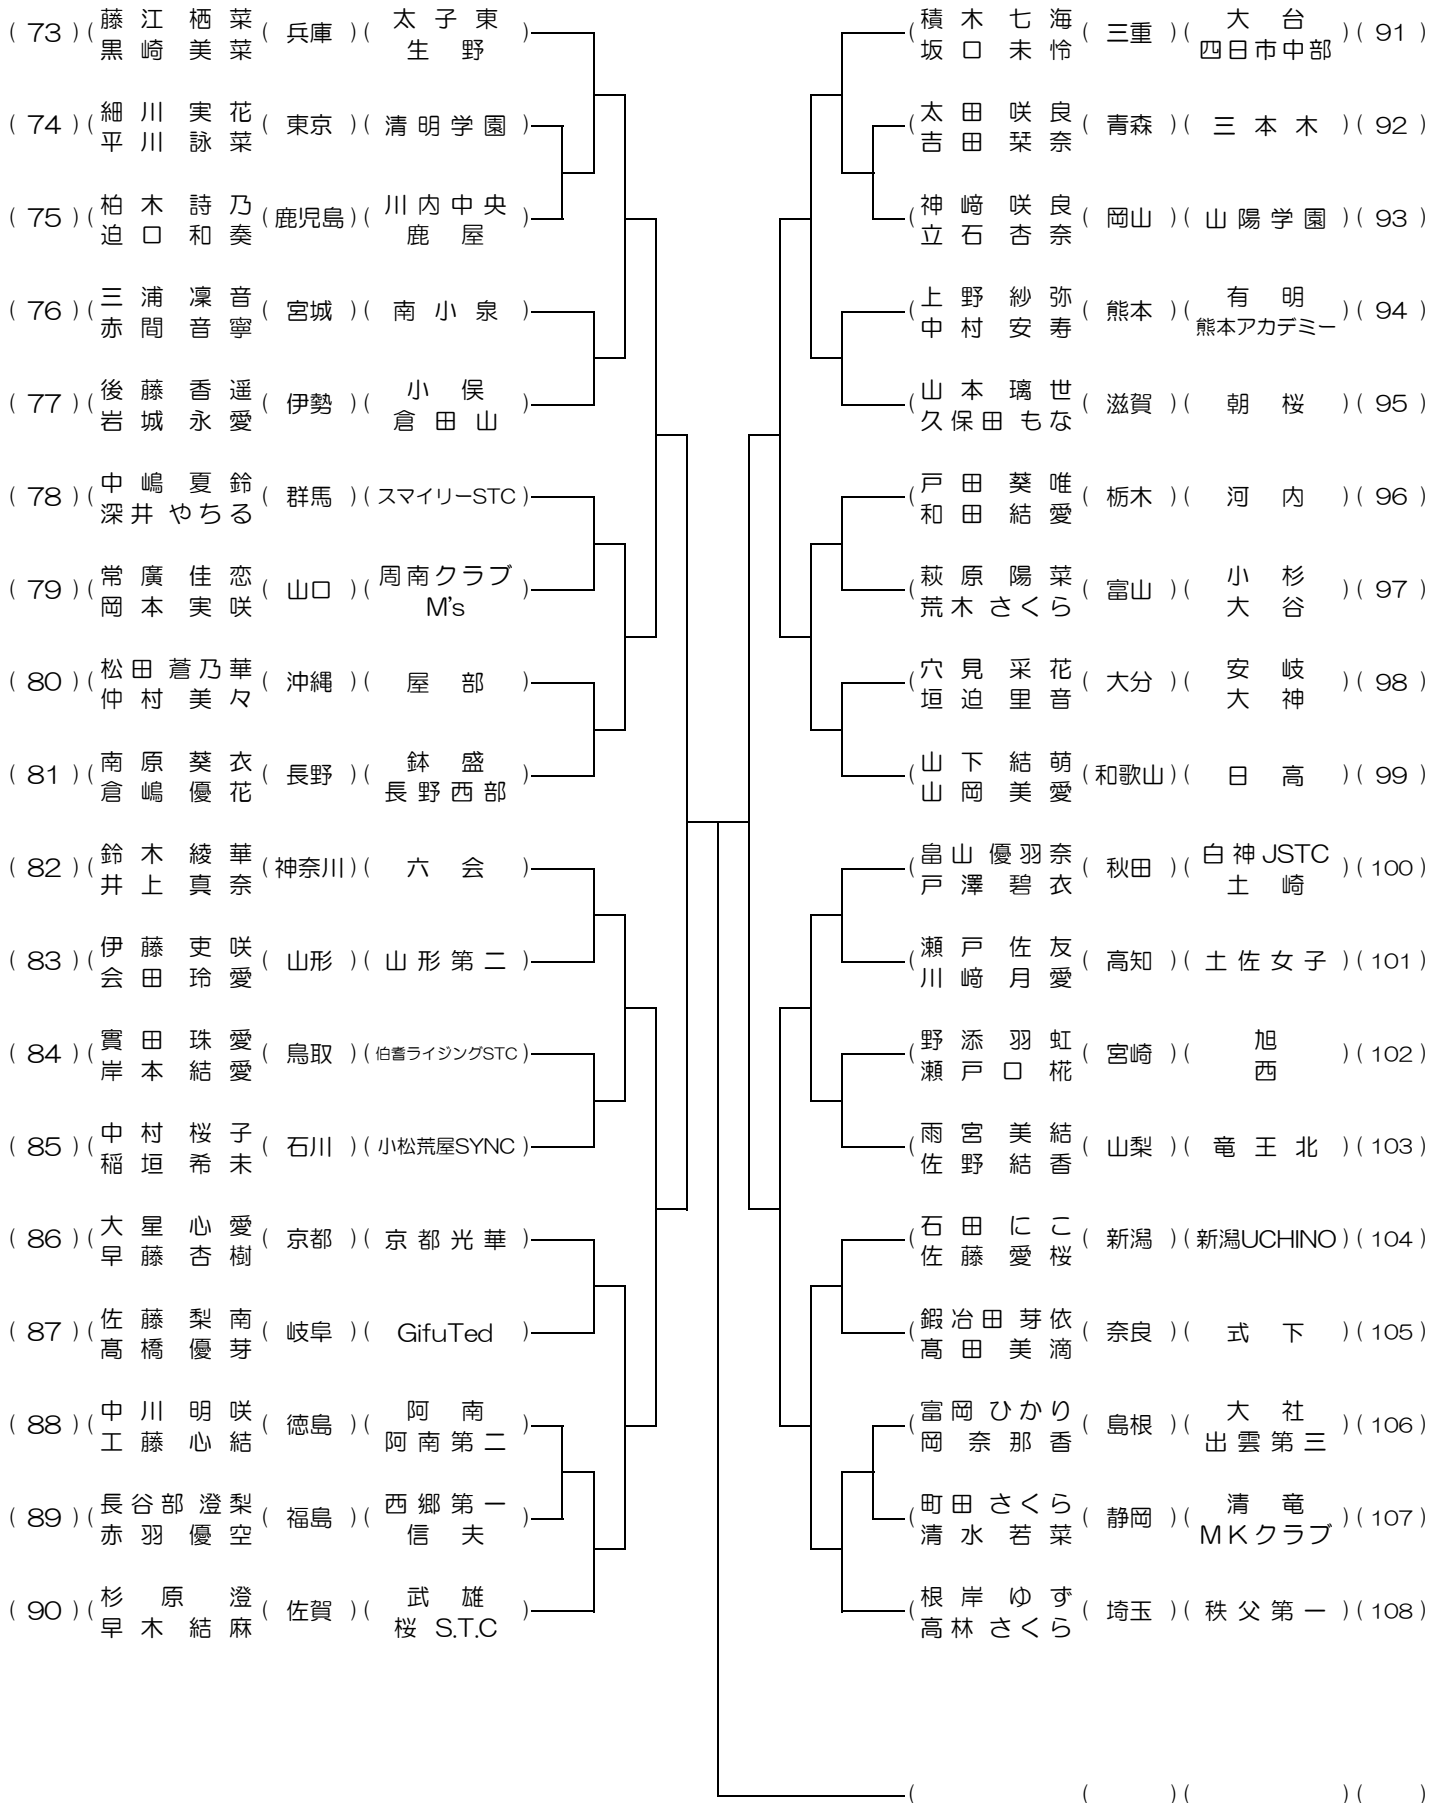 (73)(藤江栖菜 黒崎美菜(兵庫)(太子東 生野)
(74)(細川実花 平川詠菜(東京)(清明学園)
(75)(柏木詩乃 迫口和奏(鹿児島)(川内中央 鹿屋)
(76)(三浦凜音 赤間音寧(宮城)(南小泉)
(77)(後藤香遥 岩城永愛(伊勢)(小俣 倉田山)
(78)(中嶋夏鈴 深井やちる(群馬)(スマイリーSTC)
(79)(常廣佳恋 岡本実咲(山口)(周南クラブ M's)
(80)(松田蒼乃華 仲村美々(沖縄)(屋部)
(81)(南原葵衣 倉嶋優花(長野)(鉢盛 長野西部)
(82)(鈴木綾華 井上真奈(神奈川)(六会)
(83)(伊藤吏咲 会田玲愛(山形)(山形第二)
(84)(實田珠愛 岸本結愛(鳥取)(伯耆ライジングSTC)
(85)(中村桜子 稲垣希未(石川)(小松荒屋SYNC)
(86)(大星心愛 早藤杏樹(京都)(京都光華)
(87)(佐藤梨南 髙橋優芽(岐阜)(GifuTed)
(88)(中川明咲 工藤心結(徳島)(阿南 阿南第二)
(89)(長谷部澄梨 赤羽優空(福島)(西郷第一 信夫)
(90)(杉原澄 早木結麻(佐賀)(武雄 桜S.T.C)
(積木七海 坂口未怜(三重)(大台 四日市中部)(91)
(太田咲良 吉田栞奈(青森)(三本木)(92)
(神﨑咲良 立石杏奈(岡山)(山陽学園)(93)
(上野紗弥 中村安寿(熊本)(有明 熊本アカデミー)(94)
(山本璃世 久保田もな(滋賀)(朝桜)(95)
(戸田葵唯 和田結愛(栃木)(河内)(96)
(萩原陽菜 荒木さくら(富山)(小杉 大谷)(97)
(穴見采花 垣迫里音(大分)(安岐 大神)(98)
(山下結萌 山岡美愛(和歌山)(日高)(99)
(畠山優羽奈 戸澤碧衣(秋田)(白神JSTC 土崎)(100)
(瀬戸佐友 川﨑月愛(高知)(土佐女子)(101)
(野添羽虹 瀬戸口椛(宮崎)(旭 西)(102)
(雨宮美結 佐野結香(山梨)(竜王北)(103)
(石田にこ 佐藤愛桜(新潟)(新潟UCHINO)(104)
(鍜冶田芽依 髙田美滴(奈良)(式下)(105)
(富岡ひかり 岡奈那香(島根)(大社 出雲第三)(106)
(町田さくら 清水若菜(静岡)(清竜 MKクラブ)(107)
(根岸ゆず 高林さくら(埼玉)(秩父第一)(108)
( ( )( )( )